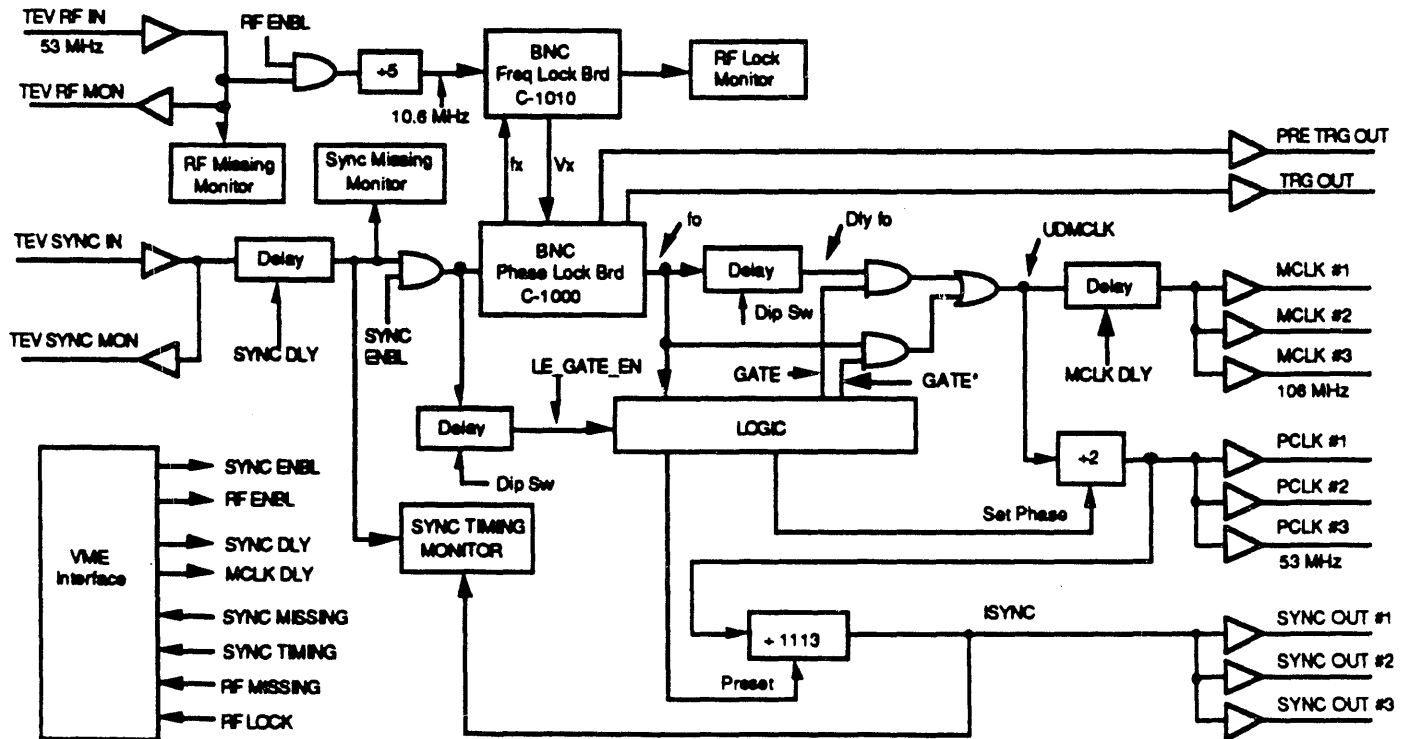 TEV RF IN
53 MHz
TEV RF MON
RF ENBL
÷5
10.6 MHz
BNC
Freq Lock Brd
C-1010
RF Lock
Monitor
RF Missing
Monitor
Sync Missing
Monitor
fx
Vx
PRE TRG OUT
TRG OUT
TEV SYNC IN
TEV SYNC MON
Delay
SYNC DLY
SYNC
ENBL
BNC
Phase Lock Brd
C-1000
fo
Delay
Dip Sw
Dly fo
UDMCLK
Delay
MCLK DLY
MCLK #1
MCLK #2
MCLK #3
106 MHz
LE_GATE_EN
GATE
GATE*
Delay
Dip Sw
LOGIC
÷2
Set Phase
PCLK #1
PCLK #2
PCLK #3
53 MHz
SYNC TIMING
MONITOR
VME
Interface
SYNC ENBL
RF ENBL
SYNC DLY
MCLK DLY
SYNC MISSING
SYNC TIMING
RF MISSING
RF LOCK
÷ 1113
Preset
ISYNC
SYNC OUT #1
SYNC OUT #2
SYNC OUT #3